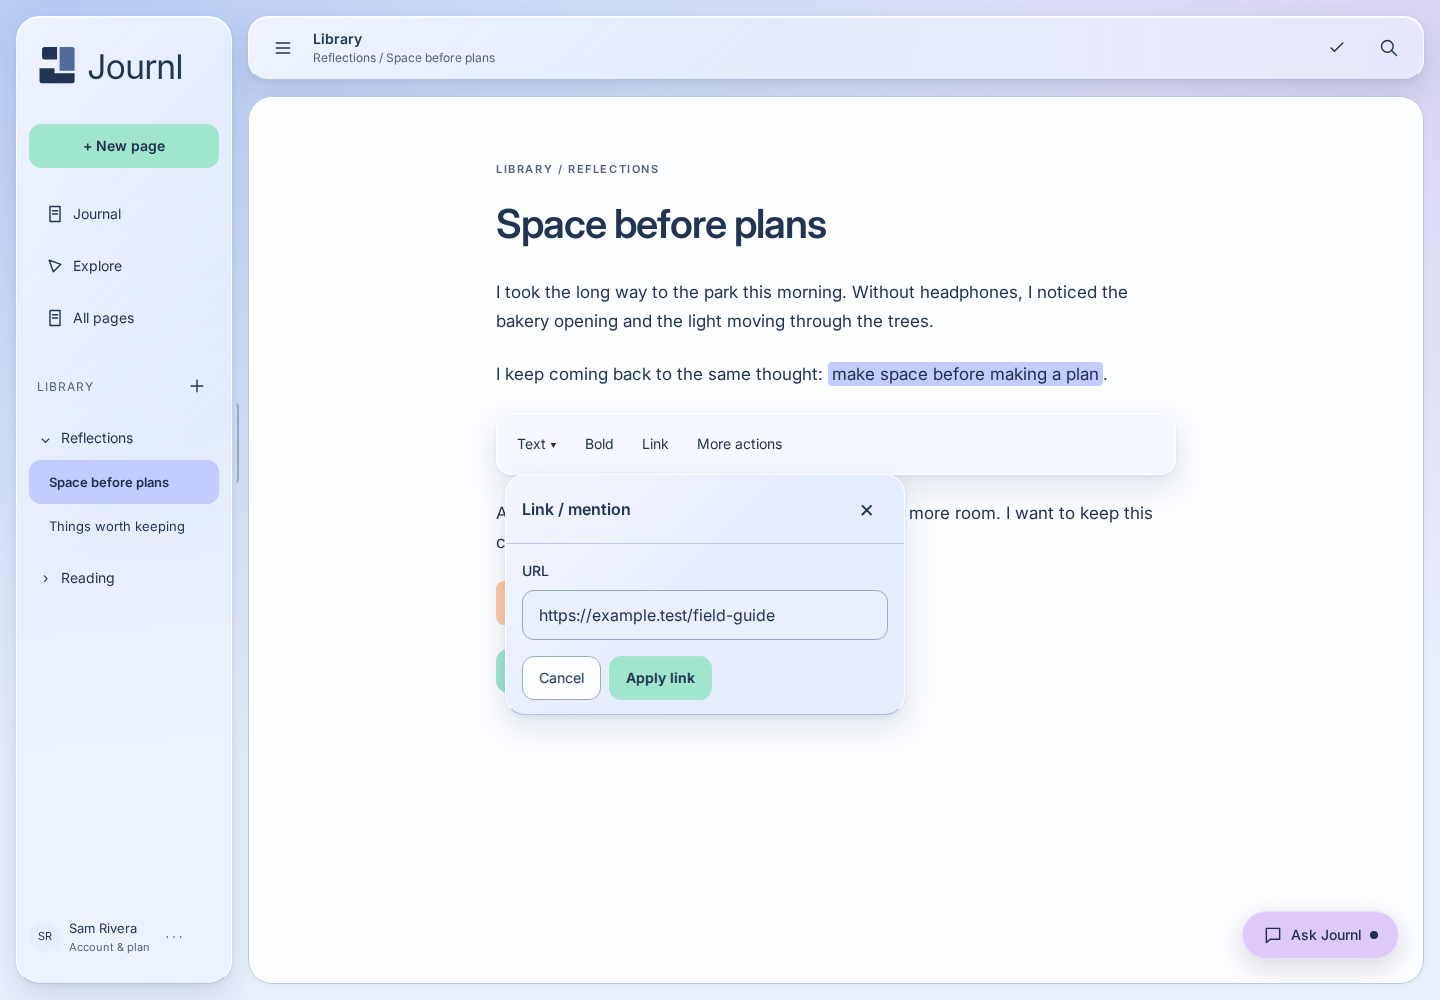 Journl
+ New page
Journal
Explore
All pages
LIBRARY
Reflections
Space before plans
Things worth keeping
Reading
SR
Sam Rivera
Account & plan
...
Library
Reflections / Space before plans
LIBRARY / REFLECTIONS
Space before plans
I took the long way to the park this morning. Without headphones, I noticed the
bakery opening and the light moving through the trees.
I keep coming back to the same thought: make space before making a plan.
Text ▾ Bold Link More actions
A more room. I want to keep this
Link / mention
URL
https://example.test/field-guide
Cancel Apply link
Ask Journl